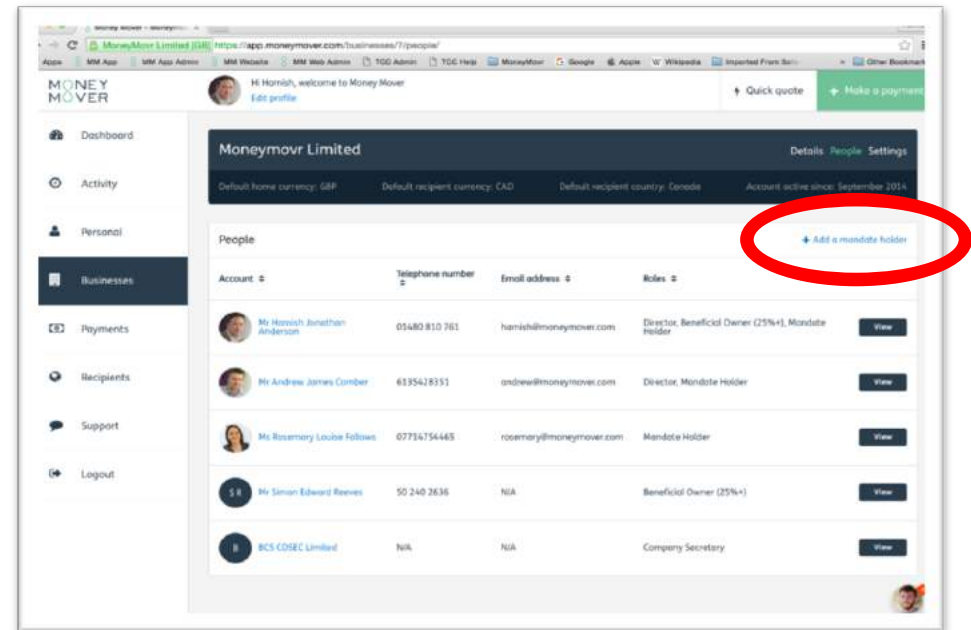 Money Mover - Moneym
MoneyMovr Limited [GB] https://app.moneymover.com/businesses/7/people/
Apps MM App MM App Admin MM Website MM Web Admin TGG Admin TGG Help MoneyMovr Google Apple Wikipedia Imported From Safari » Other Bookmark
MONEY
MOVER
Hi Hamish, welcome to Money Mover
Edit profile
Quick quote
+ Make a payment
Dashboard
Activity
Personal
Businesses
Payments
Recipients
Support
Logout
Moneymovr Limited
Details People Settings
Default home currency: GBP Default recipient currency: CAD Default recipient country: Canada Account active since: September 2014
People
+ Add a mandate holder
Account Telephone number Email address Roles
Mr Hamish Jonathan Anderson 01480 810 761 hamish@moneymover.com Director, Beneficial Owner (25%+), Mandate Holder View
Mr Andrew James Comber 6135428351 andrew@moneymover.com Director, Mandate Holder View
Ms Rosemary Louise Fallows 07714754465 rosemary@moneymover.com Mandate Holder View
SR Mr Simon Edward Reeves 50 240 2636 N/A Beneficial Owner (25%+) View
B BCS COSEC Limited N/A N/A Company Secretary View